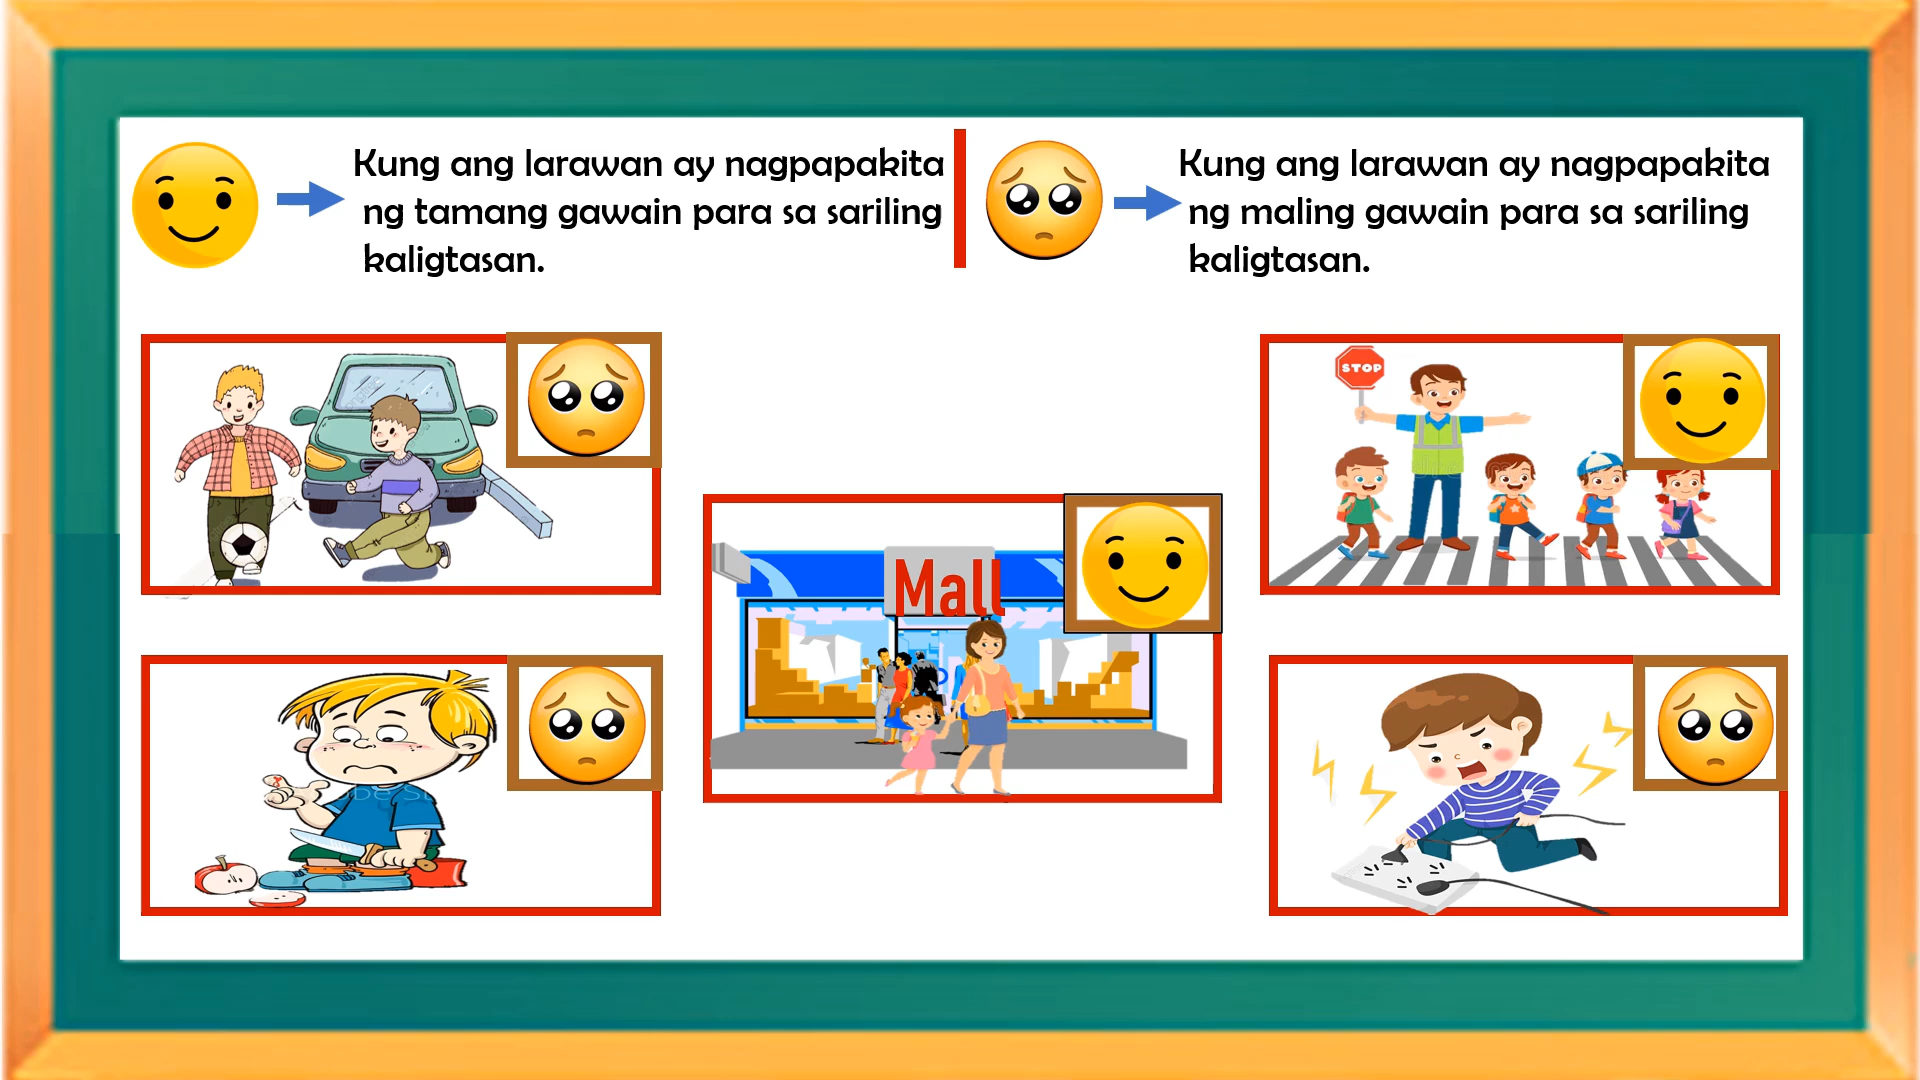 Kung ang larawan ay nagpapakita
ng tamang gawain para sa sariling
kaligtasan.
Kung ang larawan ay nagpapakita
ng maling gawain para sa sariling
kaligtasan.
STOP
Mall